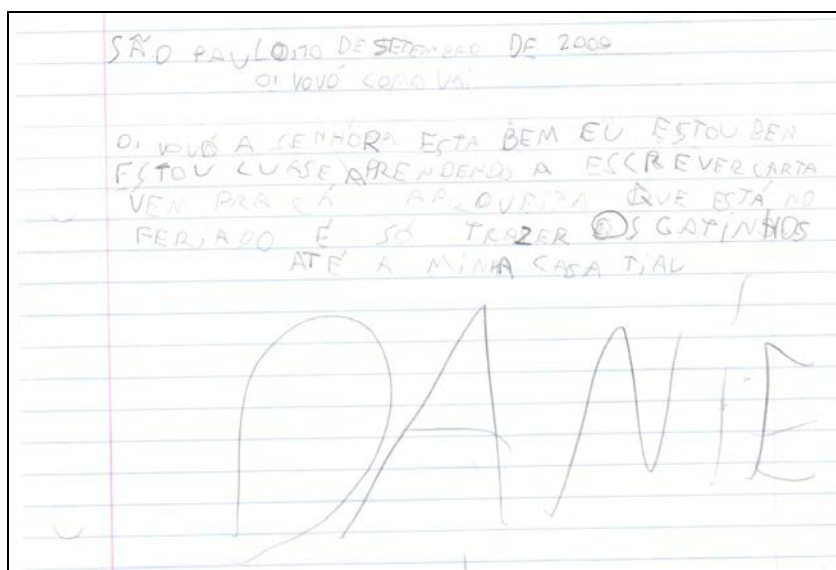 SÃO PAULO, 10 DE SETEMBRO DE 2000
OI VOVÓ COMO VAI
OI VOVÓ A SENHORA ESTA BEM EU ESTOU BEN
ESTOU CUASE APRENDENDO A ESCREVER CARTA
VEN PRA CÁ APROVEITA QUE ESTÁ NO
FERIADO É SÓ TRAZER OS GATINHOS
ATÉ A MINHA CASA TIAU
DANIE